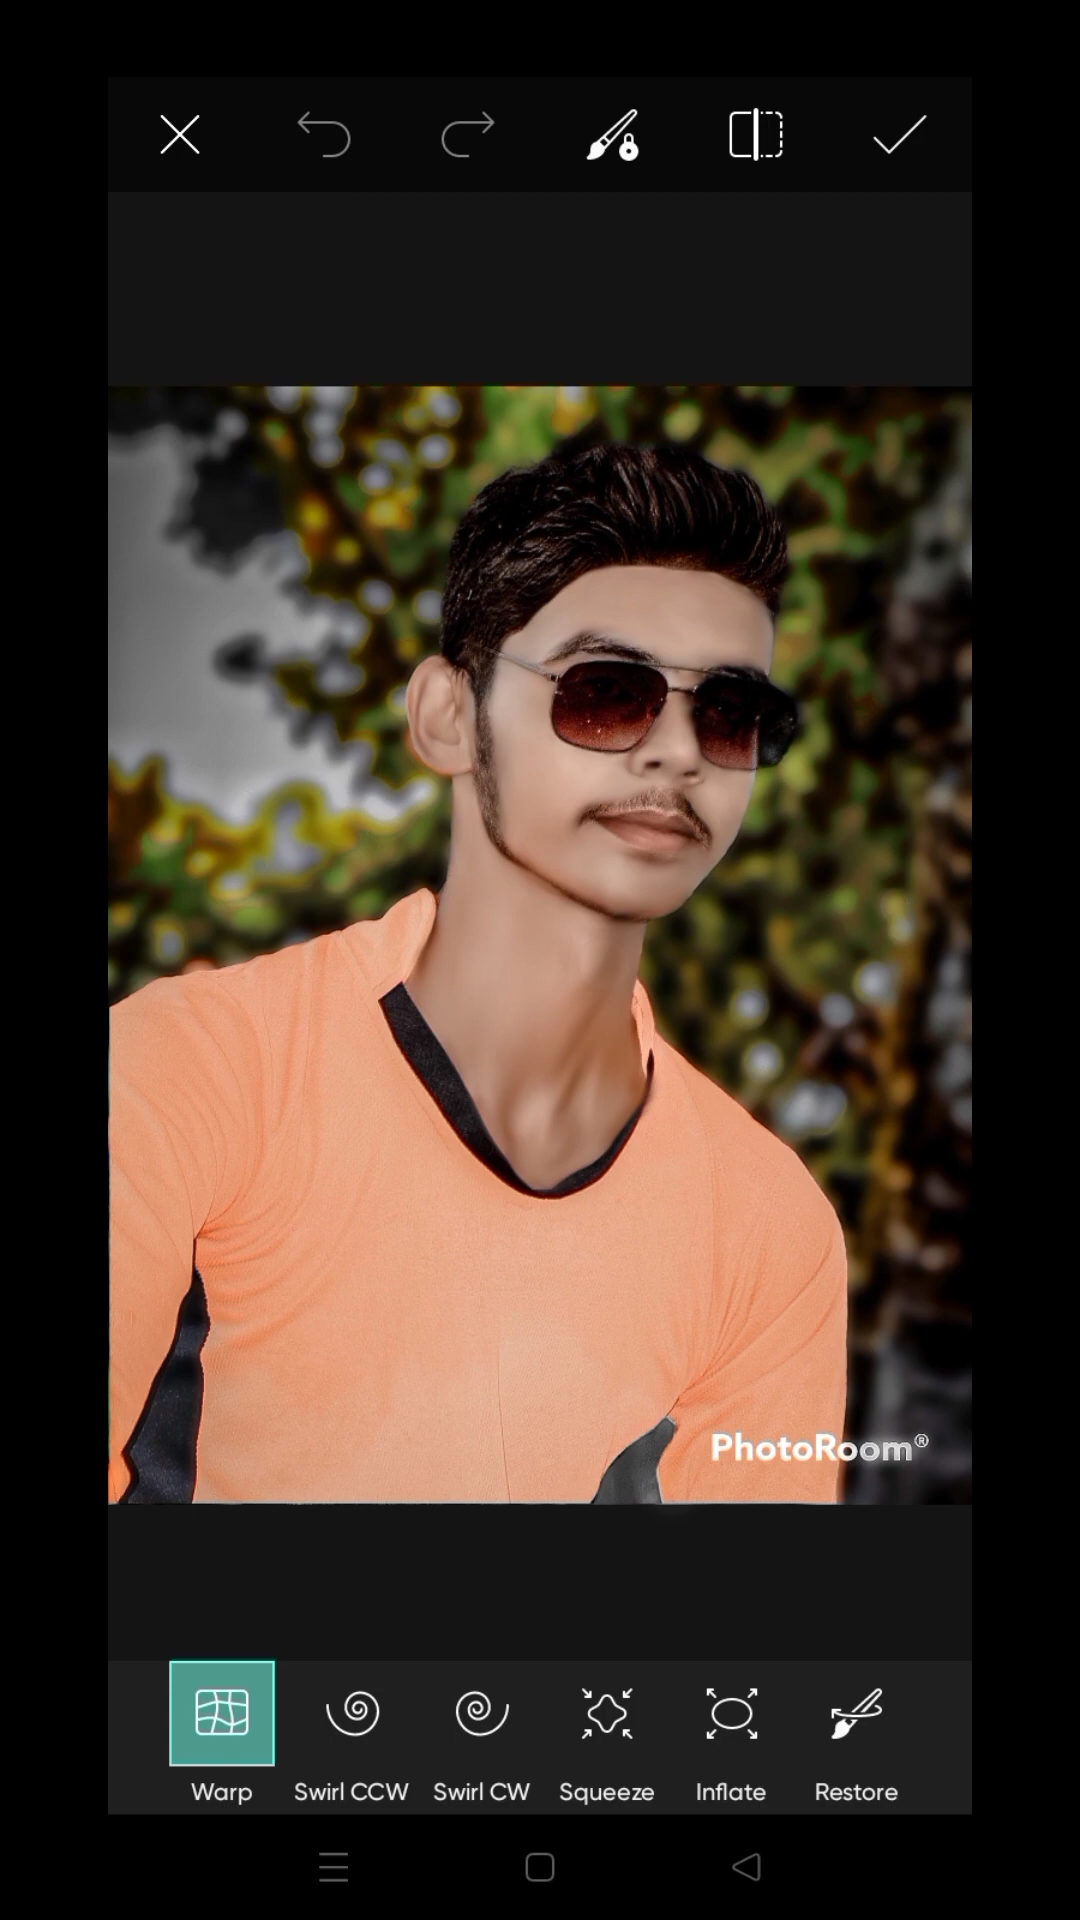 PhotoRoom®
Warp
Swirl CCW
Swirl CW
Squeeze
Inflate
Restore